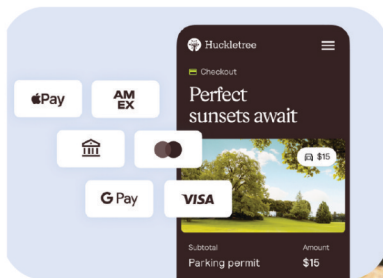 Huckletree
Checkout
Perfect
sunsets await
Pay
AM
EX
G Pay
VISA
$15
Subtotal
Amount
Parking permit
$15